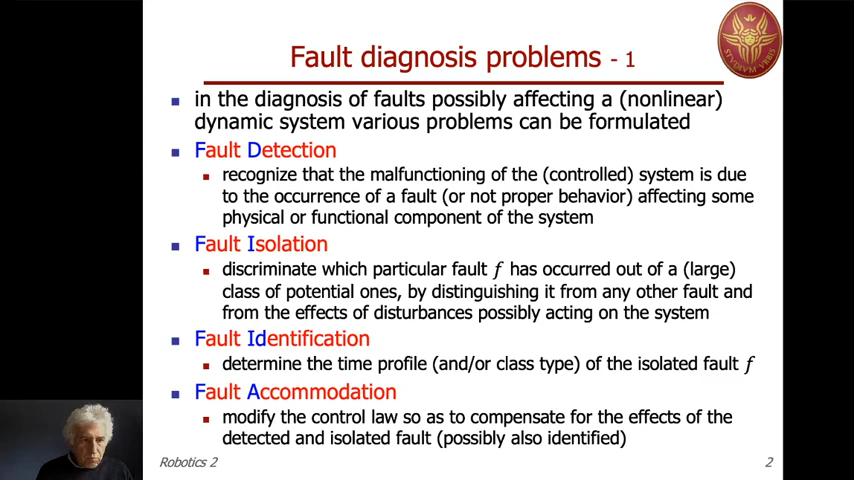 Fault diagnosis problems - 1
STVDIVM VRBIS
in the diagnosis of faults possibly affecting a (nonlinear)
dynamic system various problems can be formulated
Fault Detection
recognize that the malfunctioning of the (controlled) system is due
to the occurrence of a fault (or not proper behavior) affecting some
physical or functional component of the system
Fault Isolation
discriminate which particular fault f has occurred out of a (large)
class of potential ones, by distinguishing it from any other fault and
from the effects of disturbances possibly acting on the system
Fault Identification
determine the time profile (and/or class type) of the isolated fault f
Fault Accommodation
modify the control law so as to compensate for the effects of the
detected and isolated fault (possibly also identified)
Robotics 2
2